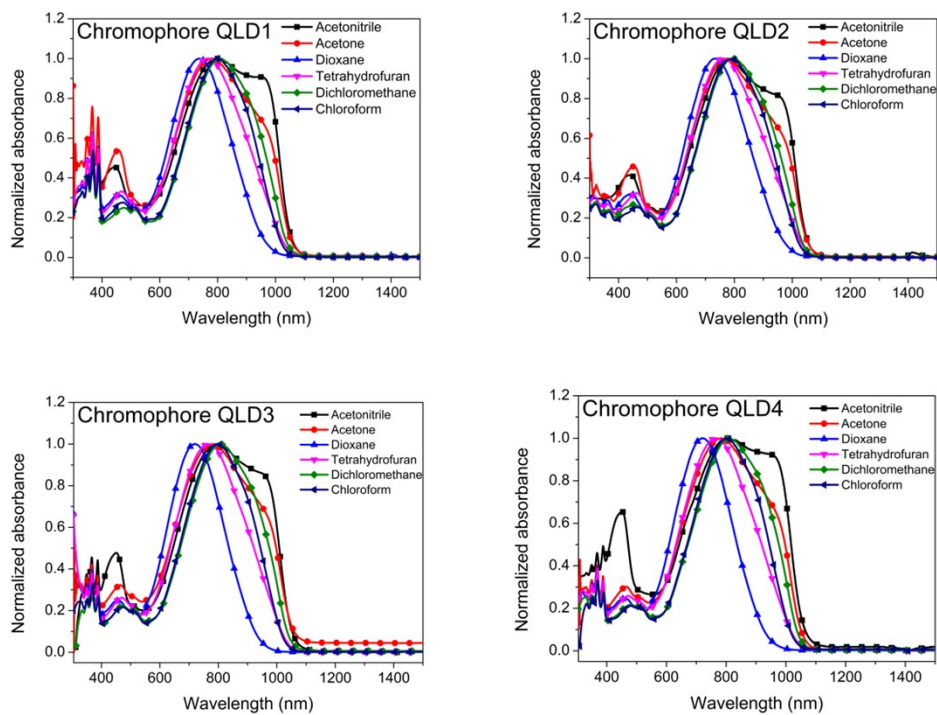 Chromophore QLD1
Acetonitrile
Acetone
Dioxane
Tetrahydrofuran
Dichloromethane
Chloroform
Normalized absorbance
1.2
1.0
0.8
0.6
0.4
0.2
0.0
400 600 800 1000 1200 1400
Wavelength (nm)
Chromophore QLD2
Acetonitrile
Acetone
Dioxane
Tetrahydrofuran
Dichloromethane
Chloroform
Normalized absorbance
1.2
1.0
0.8
0.6
0.4
0.2
0.0
400 600 800 1000 1200 1400
Wavelength (nm)
Chromophore QLD3
Acetonitrile
Acetone
Dioxane
Tetrahydrofuran
Dichloromethane
Chloroform
Normalized absorbance
1.2
1.0
0.8
0.6
0.4
0.2
0.0
400 600 800 1000 1200 1400
Wavelength (nm)
Chromophore QLD4
Acetonitrile
Acetone
Dioxane
Tetrahydrofuran
Dichloromethane
Chloroform
Normalized absorbance
1.2
1.0
0.8
0.6
0.4
0.2
0.0
400 600 800 1000 1200 1400
Wavelength (nm)